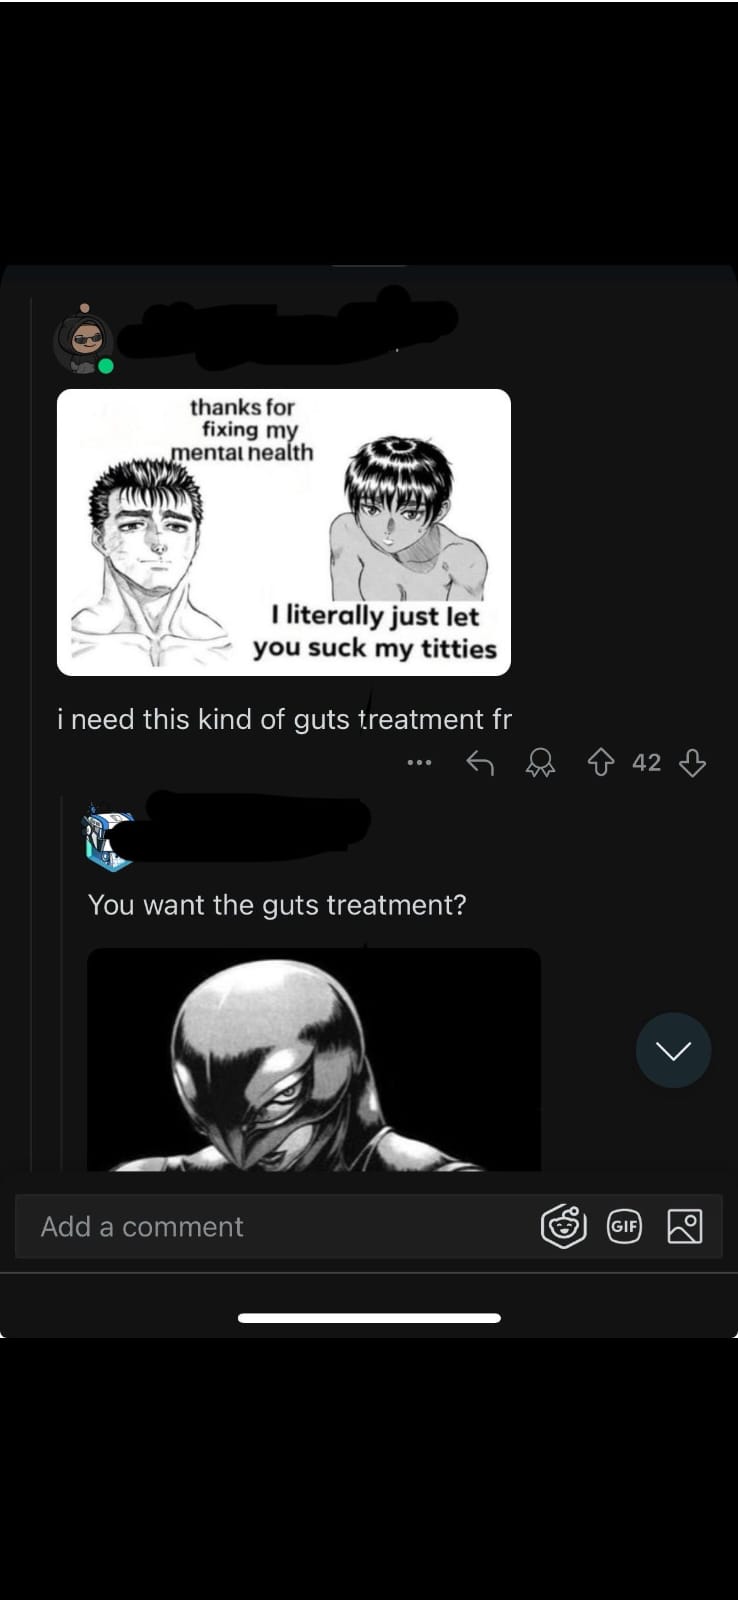 thanks for
fixing my
mental health
I literally just let
you suck my titties
i need this kind of guts treatment fr
42
You want the guts treatment?
Add a comment
GIF